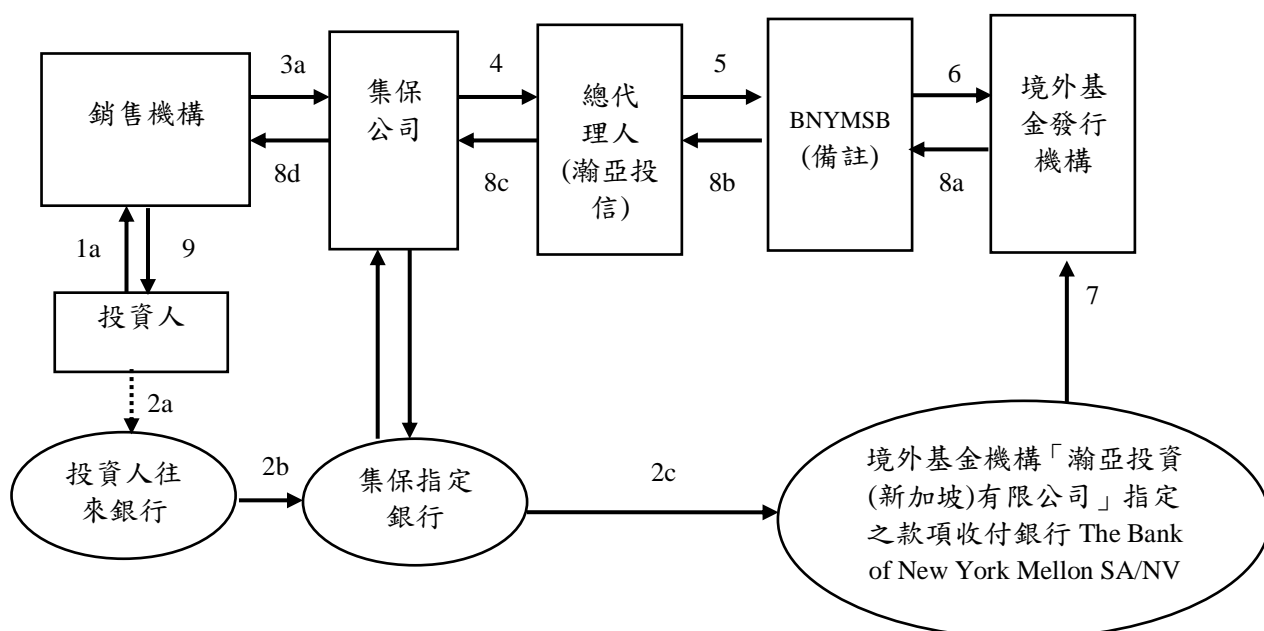 銷售機構
3a
8d
集保
公司
4
8c
總代
理人
(瀚亞投
信)
5
8b
BNYMSB
(備註)
6
8a
境外基
金發行
機構
1a
9
投資人
7
2a
投資人往
來銀行
2b
集保指定
銀行
2c
境外基金機構「瀚亞投資
(新加坡)有限公司」指定
之款項收付銀行 The Bank
of New York Mellon SA/NV